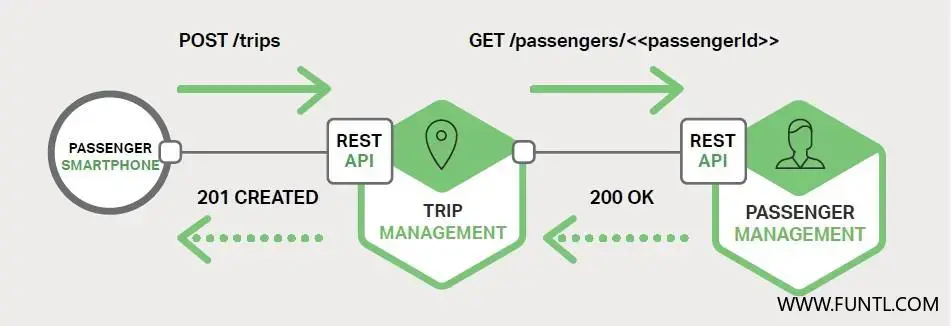 POST /trips
GET /passengers/<<passengerId>>
PASSENGER
SMARTPHONE
REST
API
REST
API
201 CREATED
TRIP
MANAGEMENT
200 OK
PASSENGER
MANAGEMENT
WWW.FUNTL.COM